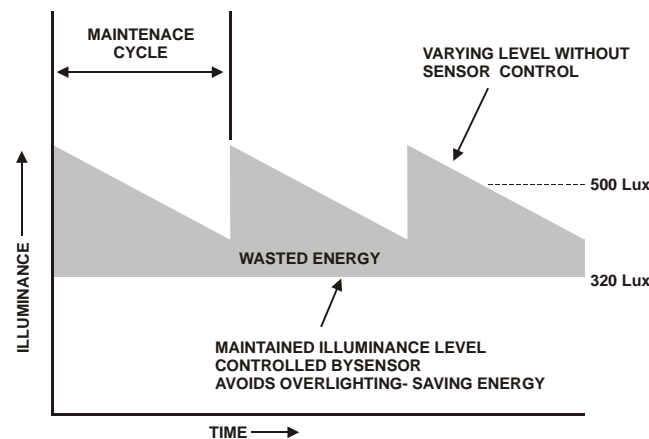 MAINTENACE
CYCLE
VARYING LEVEL WITHOUT
SENSOR CONTROL
500 Lux
WASTED ENERGY
320 Lux
ILLUMINANCE
MAINTAINED ILLUMINANCE LEVEL
CONTROLLED BYSENSOR
AVOIDS OVERLIGHTING- SAVING ENERGY
TIME